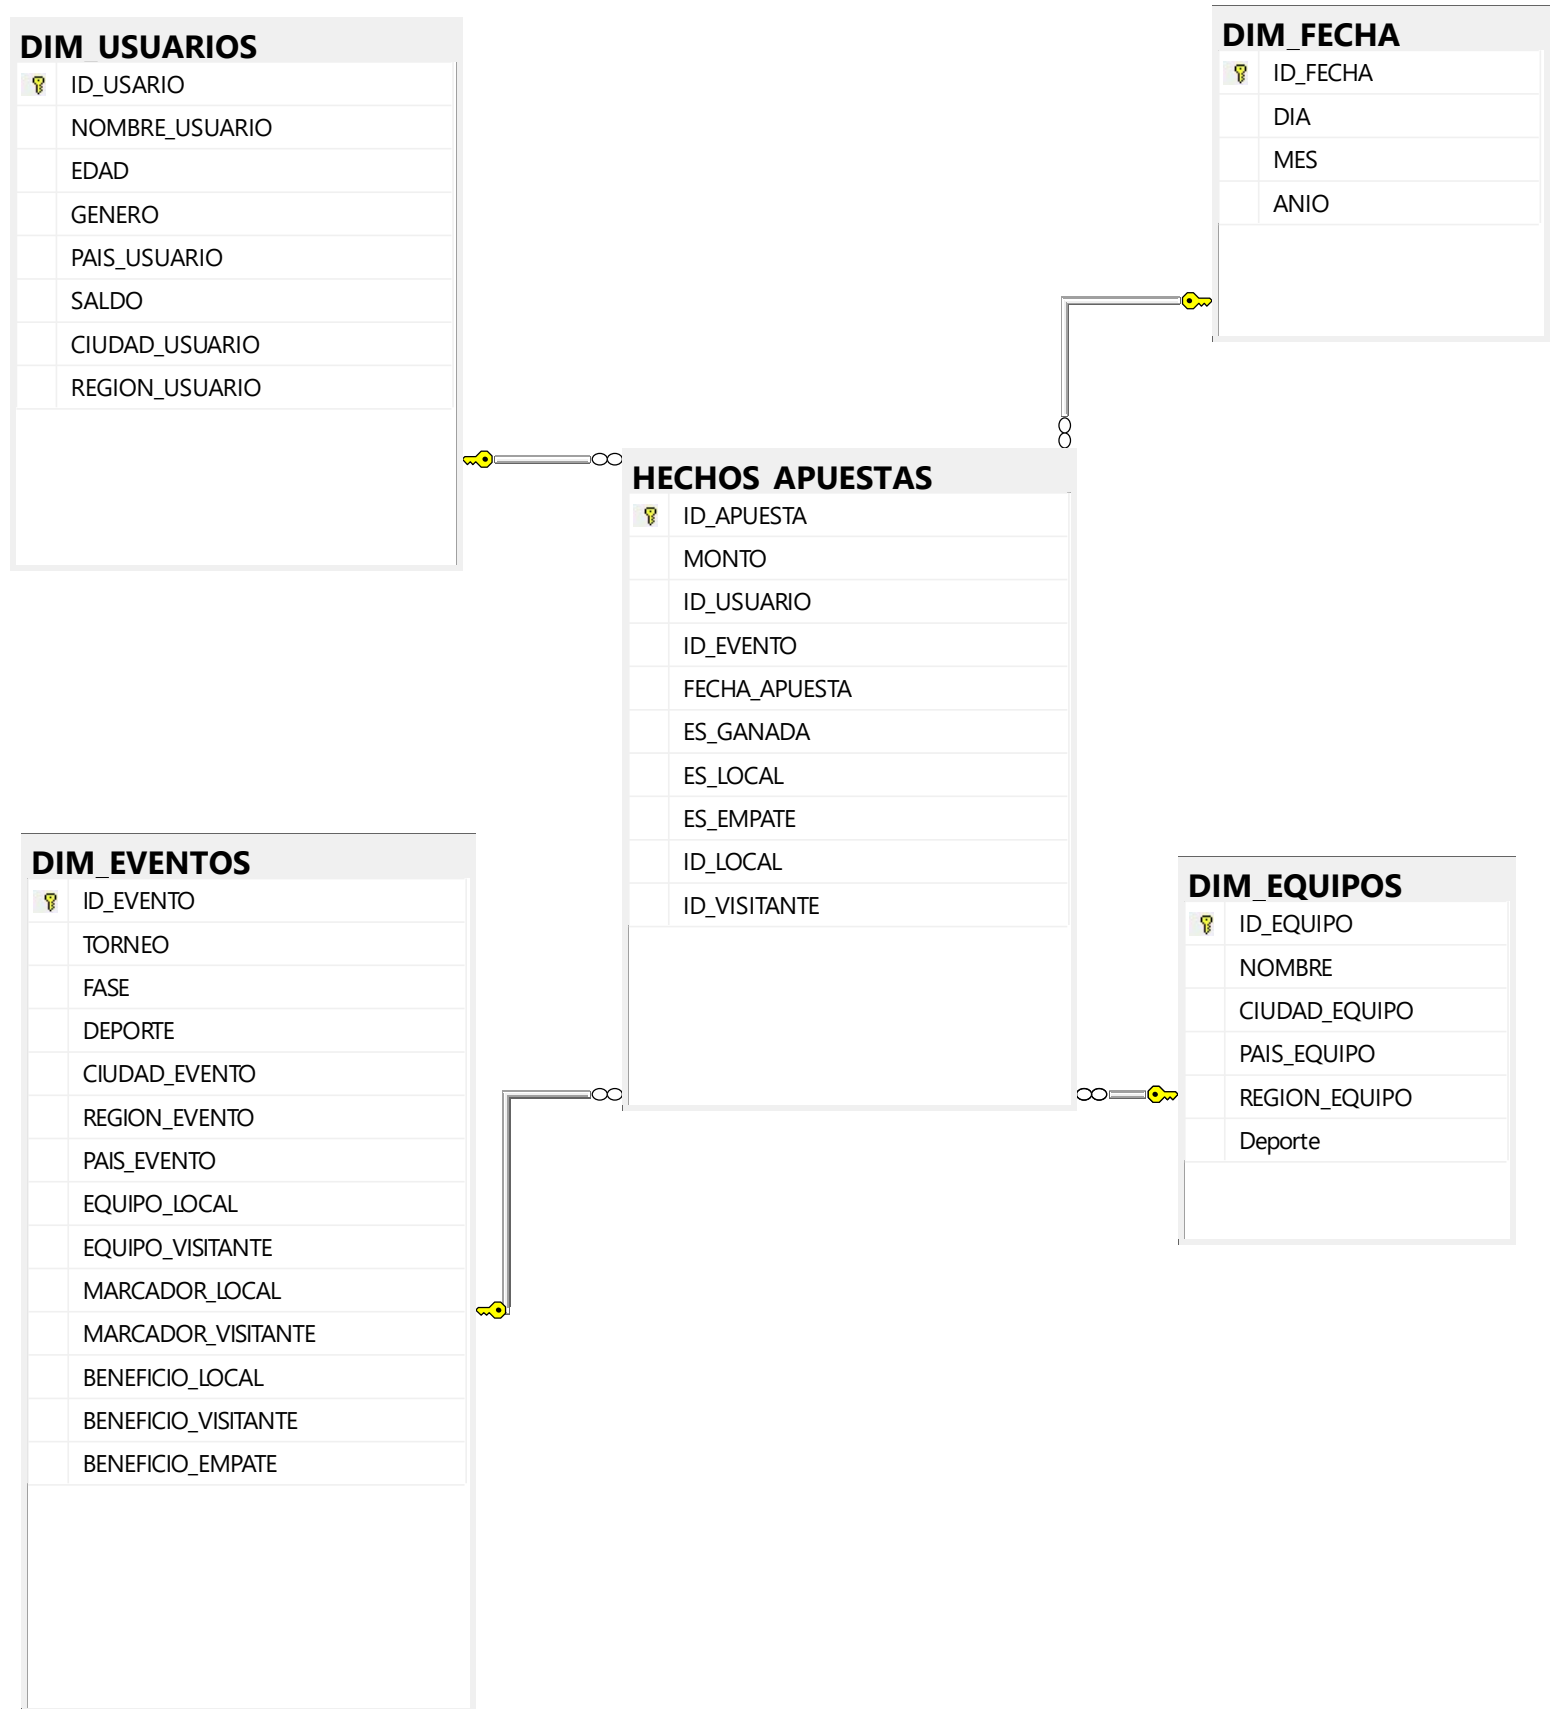 DIM_USUARIOS
ID_USARIO
NOMBRE_USUARIO
EDAD
GENERO
PAIS_USUARIO
SALDO
CIUDAD_USUARIO
REGION_USUARIO
DIM_FECHA
ID_FECHA
DIA
MES
ANIO
HECHOS_APUESTAS
ID_APUESTA
MONTO
ID_USUARIO
ID_EVENTO
FECHA_APUESTA
ES_GANADA
ES_LOCAL
ES_EMPATE
ID_LOCAL
ID_VISITANTE
DIM_EVENTOS
ID_EVENTO
TORNEO
FASE
DEPORTE
CIUDAD_EVENTO
REGION_EVENTO
PAIS_EVENTO
EQUIPO_LOCAL
EQUIPO_VISITANTE
MARCADOR_LOCAL
MARCADOR_VISITANTE
BENEFICIO_LOCAL
BENEFICIO_VISITANTE
BENEFICIO_EMPATE
DIM_EQUIPOS
ID_EQUIPO
NOMBRE
CIUDAD_EQUIPO
PAIS_EQUIPO
REGION_EQUIPO
Deporte